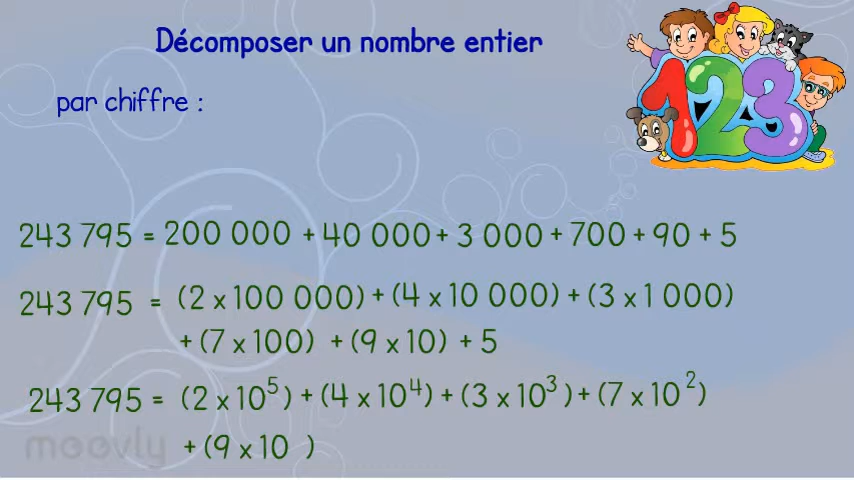 Décomposer un nombre entier
par chiffre :
123
243 795 = 200 000 + 40 000 + 3 000 + 700 + 90 + 5
243 795 = (2 x 100 000) + (4 x 10 000) + (3 x 1 000)
+ (7 x 100) + (9 x 10) + 5
243 795 = (2 x 10⁵) + (4 x 10⁴) + (3 x 10³) + (7 x 10²)
+ (9 x 10 )
moovly